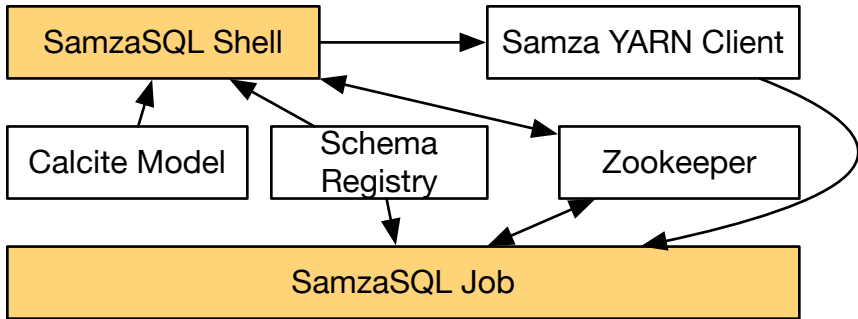 SamzaSQL Shell
Samza YARN Client
Calcite Model
Schema
Registry
Zookeeper
SamzaSQL Job